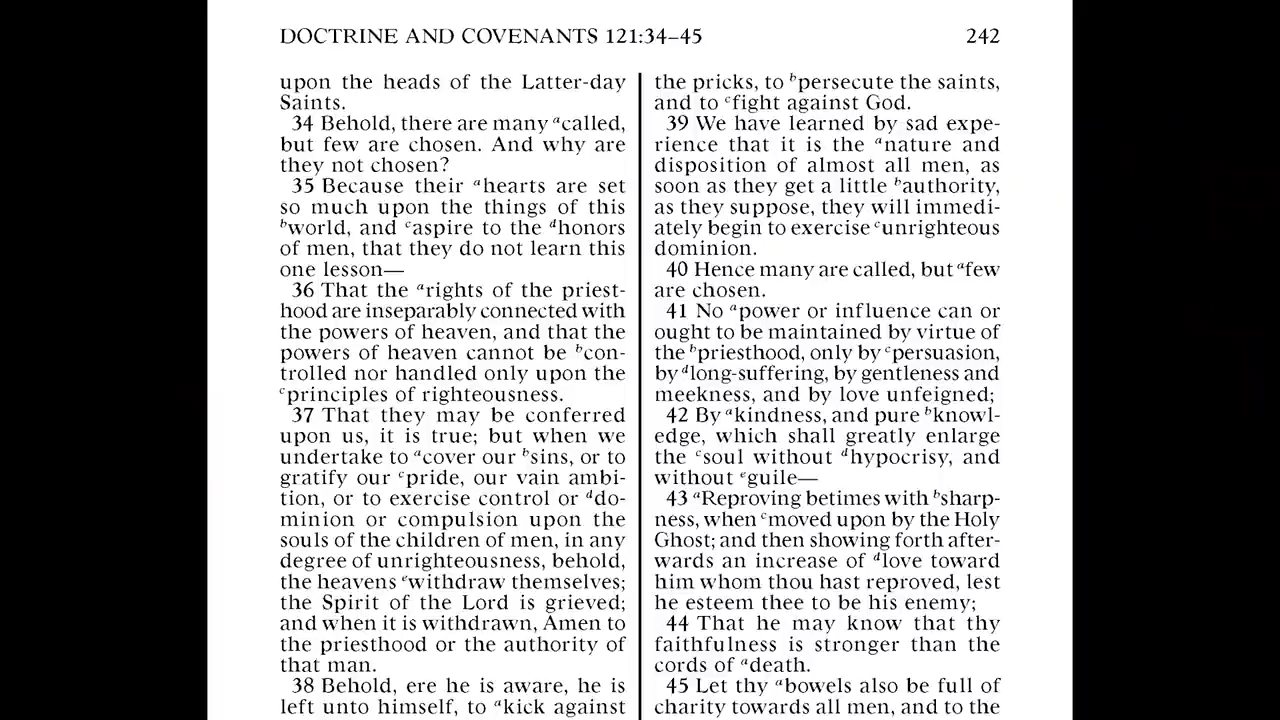 DOCTRINE AND COVENANTS 121:34–45 242
upon the heads of the Latter-day
Saints.
34 Behold, there are many ᵃcalled,
but few are chosen. And why are
they not chosen?
35 Because their ᵃhearts are set
so much upon the things of this
ᵇworld, and ᶜaspire to the ᵈhonors
of men, that they do not learn this
one lesson—
36 That the ᵃrights of the priest-
hood are inseparably connected with
the powers of heaven, and that the
powers of heaven cannot be ᵇcon-
trolled nor handled only upon the
ᶜprinciples of righteousness.
37 That they may be conferred
upon us, it is true; but when we
undertake to ᵃcover our ᵇsins, or to
gratify our ᶜpride, our vain ambi-
tion, or to exercise control or ᵈdo-
minion or compulsion upon the
souls of the children of men, in any
degree of unrighteousness, behold,
the heavens ᵉwithdraw themselves;
the Spirit of the Lord is grieved;
and when it is withdrawn, Amen to
the priesthood or the authority of
that man.
38 Behold, ere he is aware, he is
left unto himself, to ᵃkick against
the pricks, to ᵇpersecute the saints,
and to ᶜfight against God.
39 We have learned by sad expe-
rience that it is the ᵃnature and
disposition of almost all men, as
soon as they get a little ᵇauthority,
as they suppose, they will immedi-
ately begin to exercise ᶜunrighteous
dominion.
40 Hence many are called, but ᵃfew
are chosen.
41 No ᵃpower or influence can or
ought to be maintained by virtue of
the ᵇpriesthood, only by ᶜpersuasion,
by ᵈlong-suffering, by gentleness and
meekness, and by love unfeigned;
42 By ᵃkindness, and pure ᵇknowl-
edge, which shall greatly enlarge
the ᶜsoul without ᵈhypocrisy, and
without ᵉguile—
43 ᵃReproving betimes with ᵇsharp-
ness, when ᶜmoved upon by the Holy
Ghost; and then showing forth after-
wards an increase of ᵈlove toward
him whom thou hast reproved, lest
he esteem thee to be his enemy;
44 That he may know that thy
faithfulness is stronger than the
cords of ᵃdeath.
45 Let thy ᵃbowels also be full of
charity towards all men, and to the